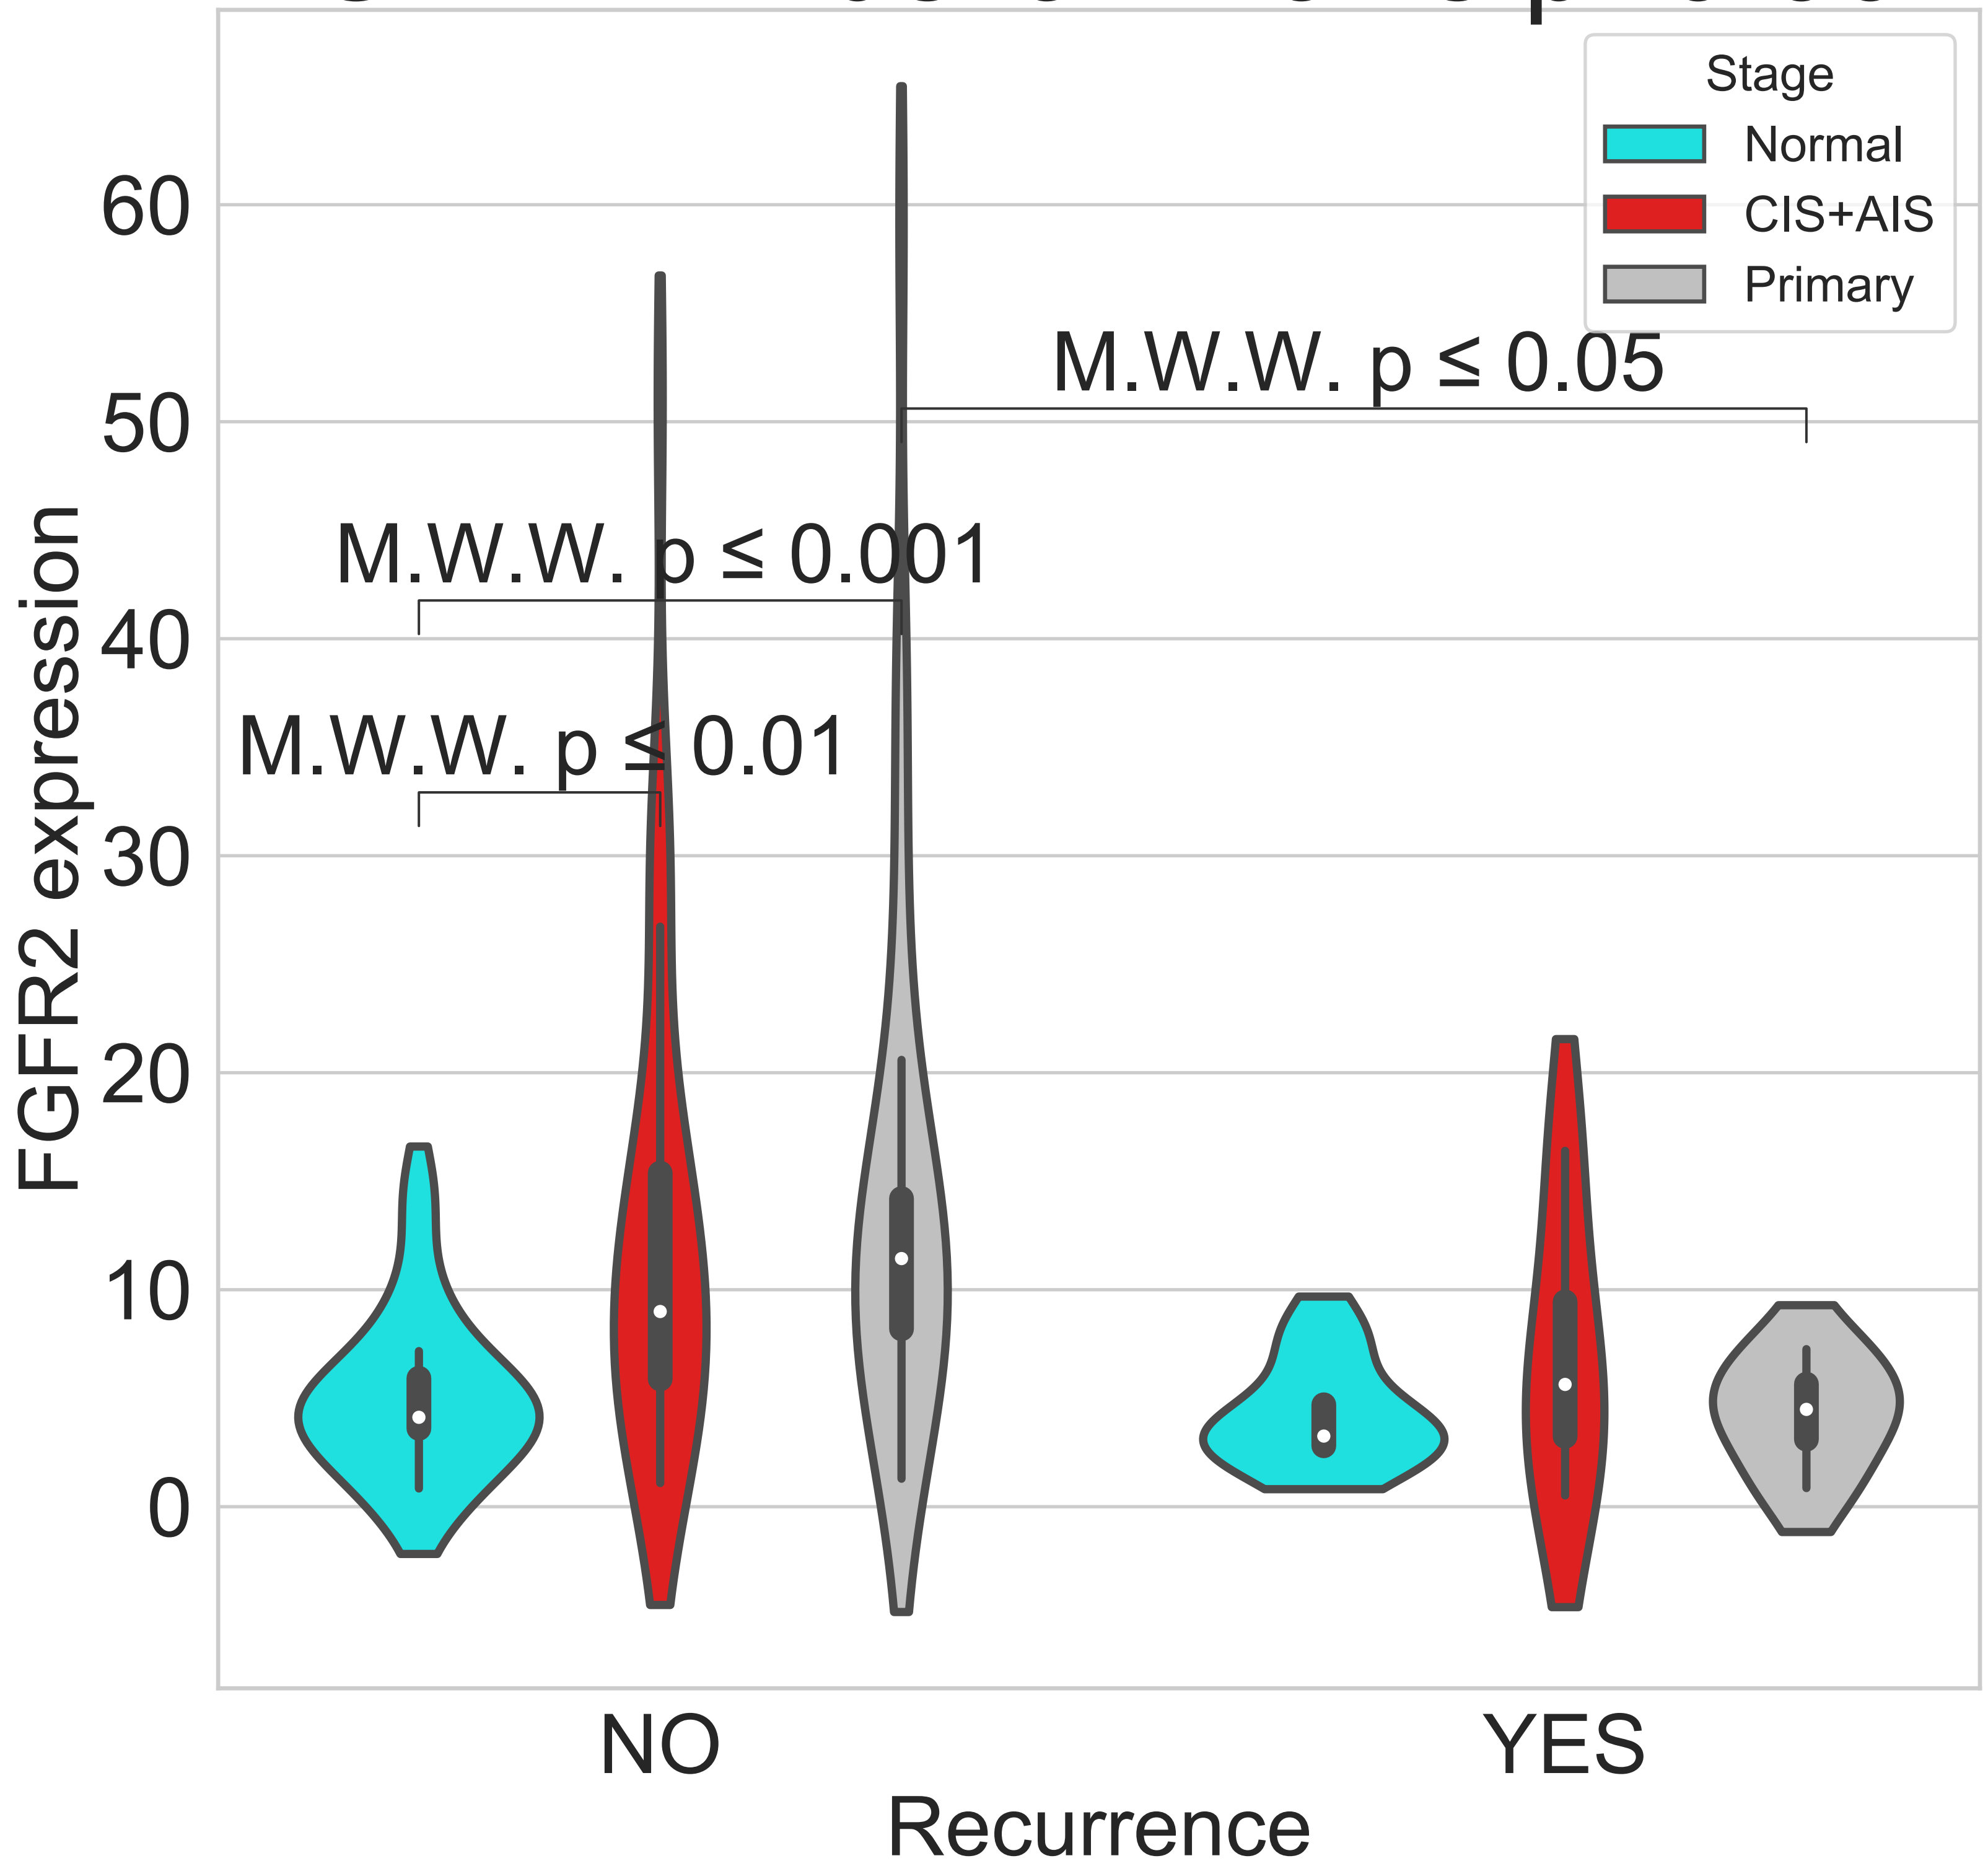 Stage
Normal
CIS+AIS
Primary
60
50
40
30
20
10
0
M.W.W. p ≤ 0.05
M.W.W. p ≤ 0.001
M.W.W. p ≤ 0.01
FGFR2 expression
NO
YES
Recurrence